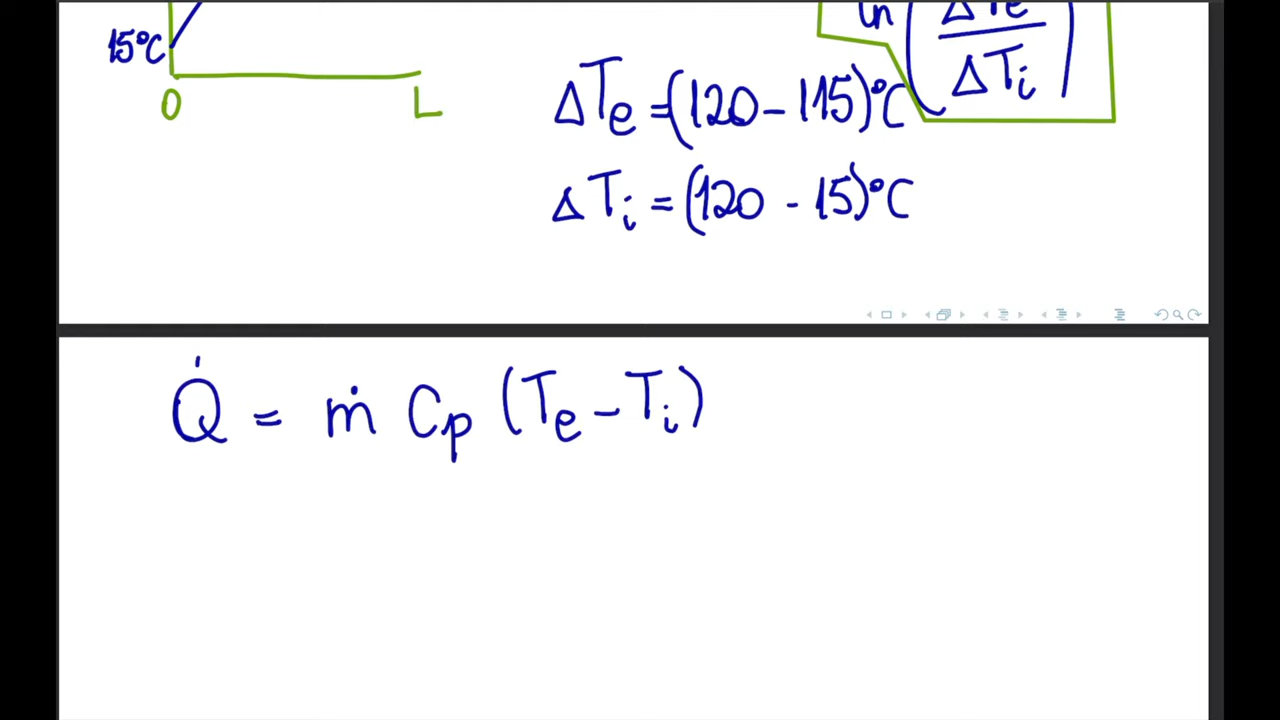 15°C
0 L
ln (ΔTe / ΔTi)
ΔTe = (120 - 115)°C
ΔTi = (120 - 15)°C
Q̇ = ṁ Cp (Te - Ti)